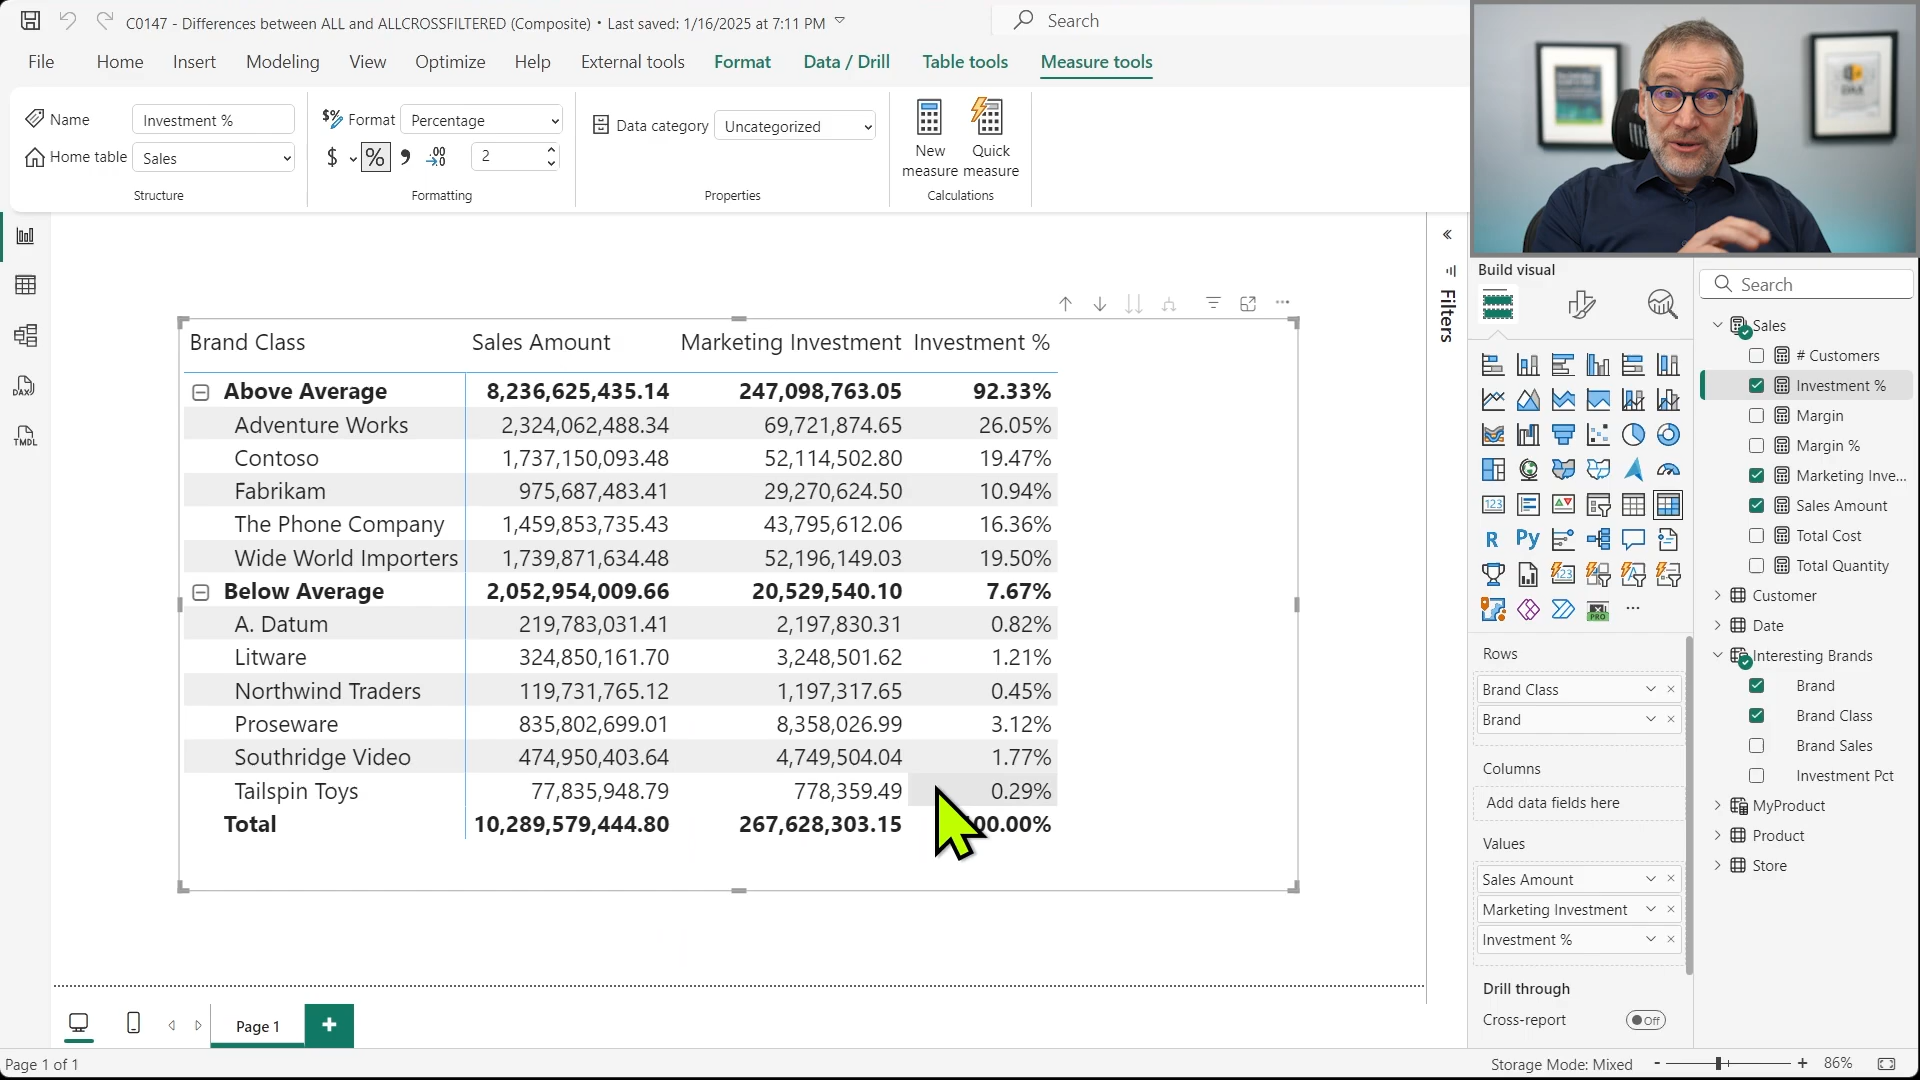 C0147 - Differences between ALL and ALLCROSSFILTERED (Composite) • Last saved: 1/16/2025 at 7:11 PM
Search
File
Home
Insert
Modeling
View
Optimize
Help
External tools
Format
Data / Drill
Table tools
Measure tools
Name
Investment %
Home table
Sales
Structure
$% Format
Percentage
$
%
,
.00
2
Formatting
Data category
Uncategorized
Properties
New measure
Quick measure
Calculations
DAX
TMDL
Brand Class Sales Amount Marketing Investment Investment %
Above Average 8,236,625,435.14 247,098,763.05 92.33%
Adventure Works 2,324,062,488.34 69,721,874.65 26.05%
Contoso 1,737,150,093.48 52,114,502.80 19.47%
Fabrikam 975,687,483.41 29,270,624.50 10.94%
The Phone Company 1,459,853,735.43 43,795,612.06 16.36%
Wide World Importers 1,739,871,634.48 52,196,149.03 19.50%
Below Average 2,052,954,009.66 20,529,540.10 7.67%
A. Datum 219,783,031.41 2,197,830.31 0.82%
Litware 324,850,161.70 3,248,501.62 1.21%
Northwind Traders 119,731,765.12 1,197,317.65 0.45%
Proseware 835,802,699.01 8,358,026.99 3.12%
Southridge Video 474,950,403.64 4,749,504.04 1.77%
Tailspin Toys 77,835,948.79 778,359.49 0.29%
Total 10,289,579,444.80 267,628,303.15 00.00%
Filters
Build visual
123
R
Py
123
PRO
Rows
Brand Class
Brand
Columns
Add data fields here
Values
Sales Amount
Marketing Investment
Investment %
Drill through
Cross-report
Off
Search
Sales
# Customers
Investment %
Margin
Margin %
Marketing Inve...
Sales Amount
Total Cost
Total Quantity
Customer
Date
Interesting Brands
Brand
Brand Class
Brand Sales
Investment Pct
MyProduct
Product
Store
Page 1
Page 1 of 1
Storage Mode: Mixed
- + 86%